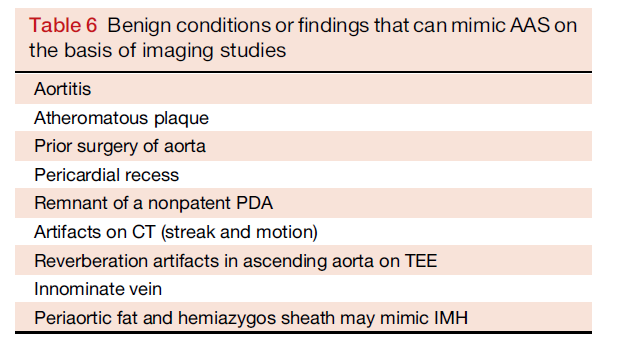 Table 6 Benign conditions or findings that can mimic AAS on
the basis of imaging studies
Aortitis
Atheromatous plaque
Prior surgery of aorta
Pericardial recess
Remnant of a nonpatent PDA
Artifacts on CT (streak and motion)
Reverberation artifacts in ascending aorta on TEE
Innominate vein
Periaortic fat and hemiazygos sheath may mimic IMH